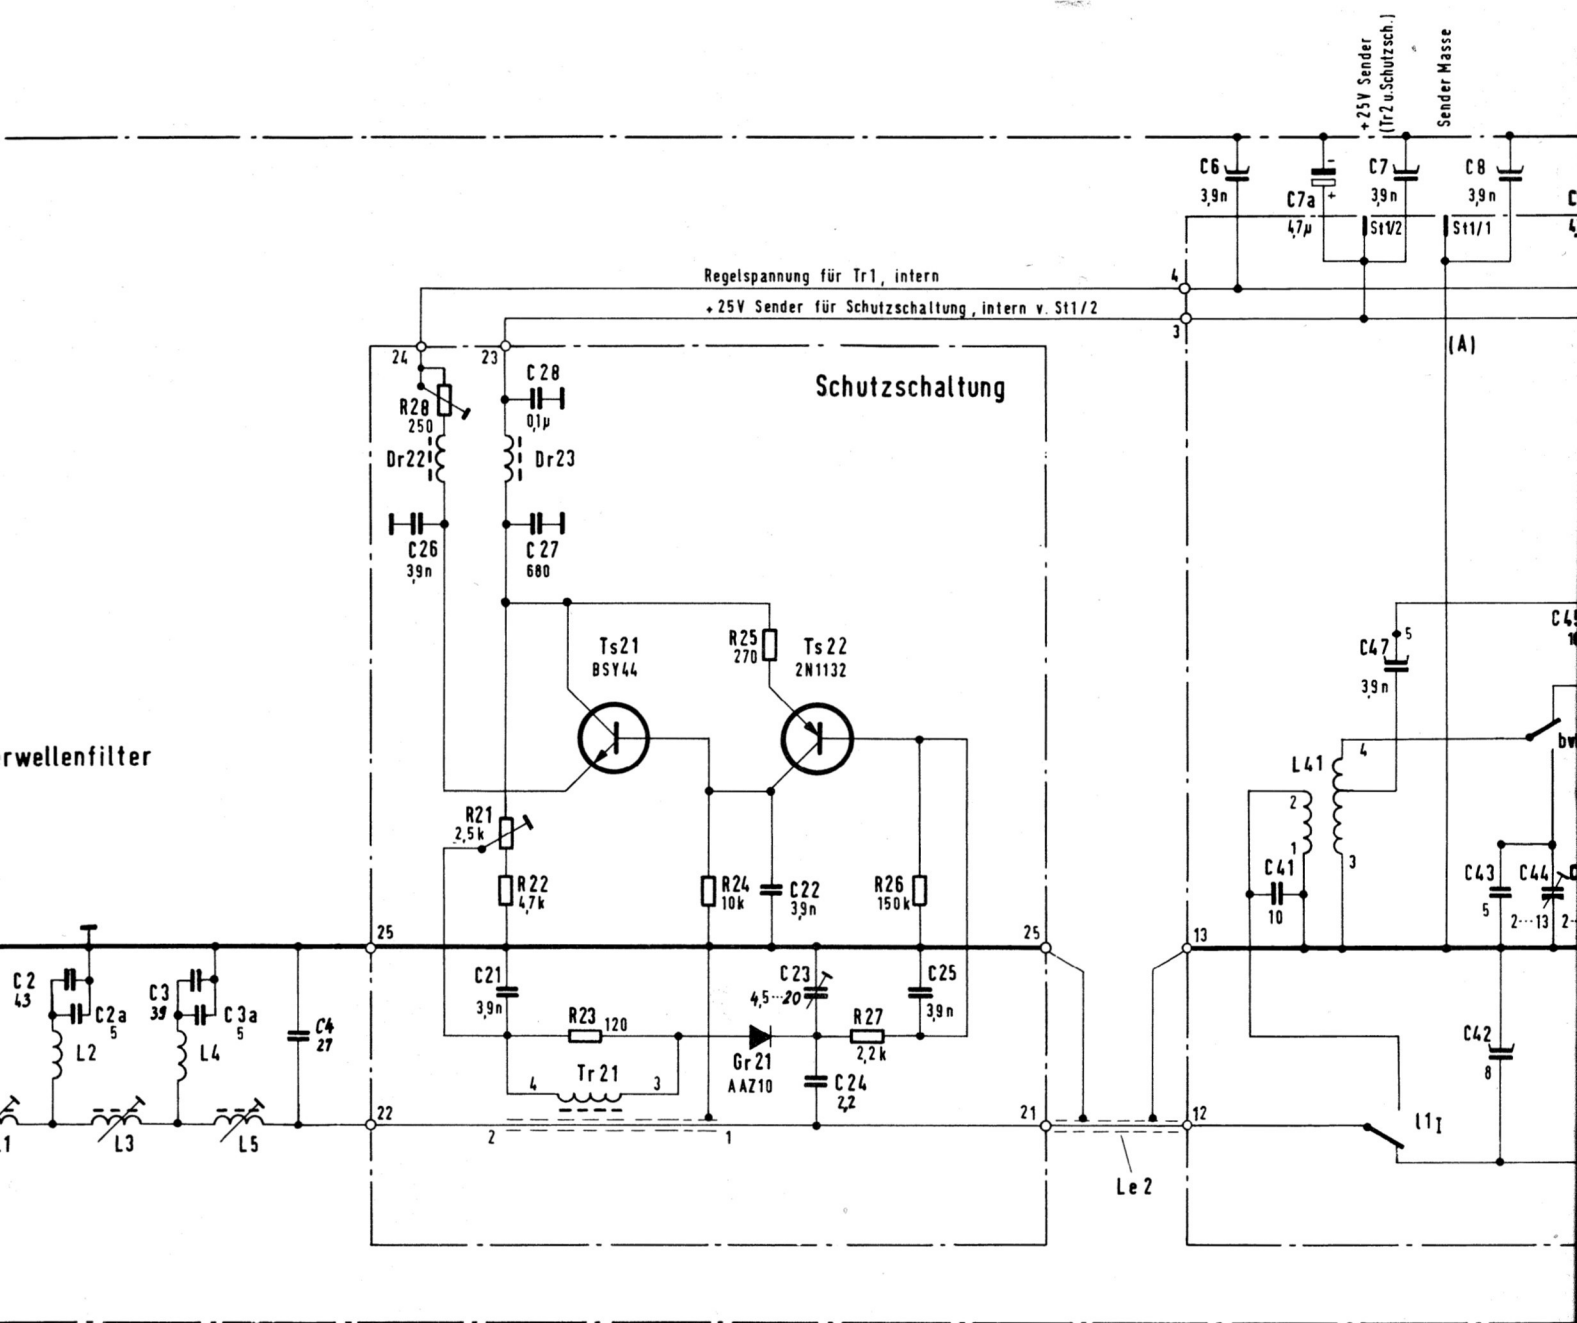 +25V Sender
(Tr2 u.Schutzsch.)
Sender Masse
C6
3,9n
C7a
4,7µ
- +
C7
3,9n
C8
3,9n
St1/2
St1/1
Regelspannung für Tr1, intern
4
+25V Sender für Schutzschaltung, intern v. St1/2
3
(A)
24
23
Schutzschaltung
R28
250
C28
0,1µ
Dr22
Dr23
C26
3,9n
C27
680
Ts21
BSY44
R25
270
Ts22
2N1132
C47
5
3,9n
rwellenfilter
L41
4
2
1
3
R21
2,5k
R22
4,7k
R24
10k
C22
3,9n
R26
150k
C41
10
C43
5
C44
2···13
25
25
13
C2
43
C2a
5
L2
C3
39
C3a
5
L4
C4
27
C21
3,9n
R23
120
C23
4,5···20
C25
3,9n
R27
2,2k
Gr21
AAZ10
C24
2,2
Tr21
4
3
C42
8
22
21
12
2
1
L3
L5
l1I
Le2